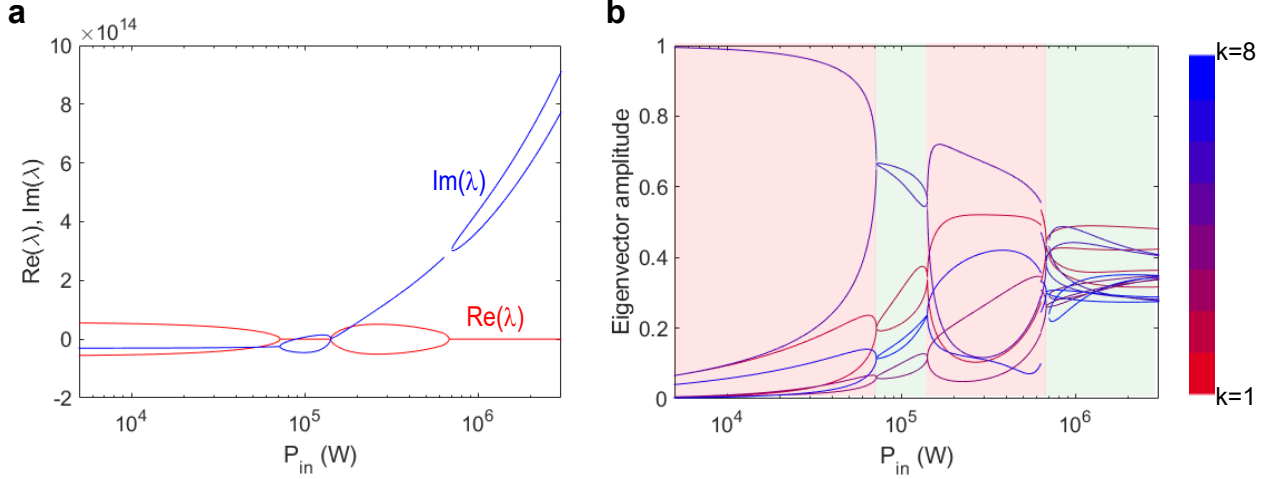 a
×10^14
10
8
6
4
2
0
-2
Re(λ), Im(λ)
Im(λ)
Re(λ)
10^4
10^5
10^6
P_in (W)
b
1
0.8
0.6
0.4
0.2
0
Eigenvector amplitude
10^4
10^5
10^6
P_in (W)
k=8
k=1